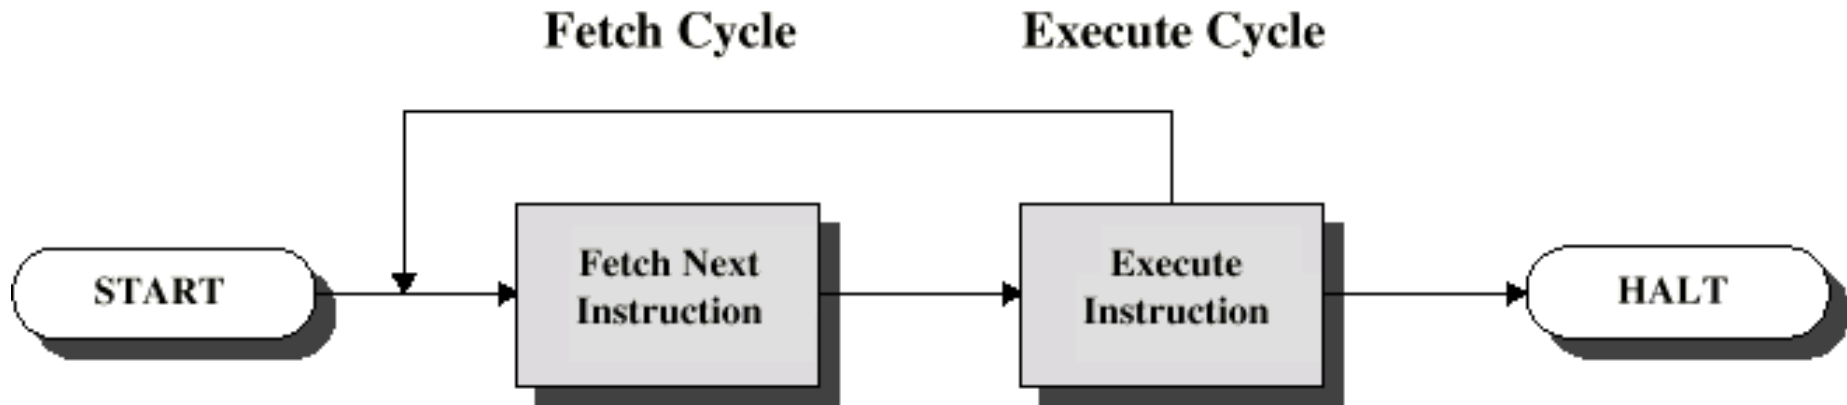 Fetch Cycle
Execute Cycle
START
Fetch Next
Instruction
Execute
Instruction
HALT